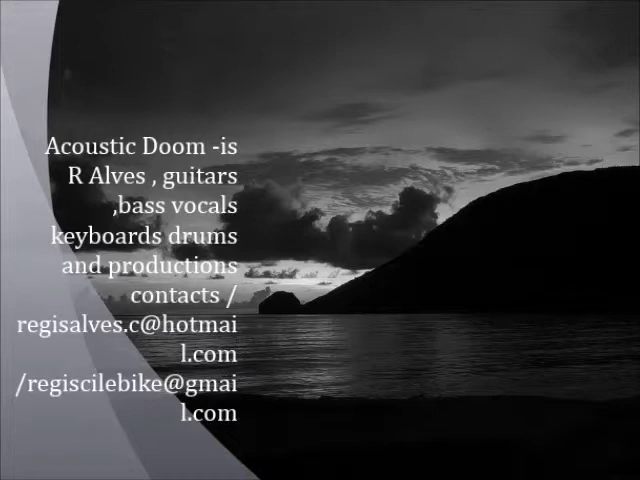 Acoustic Doom -is
R Alves , guitars
,bass vocals
keyboards drums
and productions
contacts /
regisalves.c@hotmai
l.com
/regiscilebike@gmai
l.com